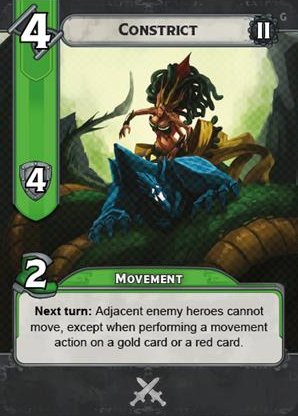 4
CONSTRICT
II
G
4
2
MOVEMENT
Next turn: Adjacent enemy heroes cannot
move, except when performing a movement
action on a gold card or a red card.